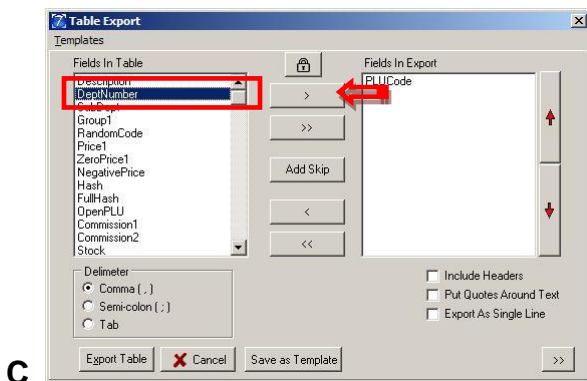 Table Export
Templates
Fields In Table
Fields In Export
Description
DeptNumber
SubDept
Group1
RandomCode
Price1
ZeroPrice1
NegativePrice
Hash
FullHash
OpenPLU
Commission1
Commission2
Stock
>
>>
Add Skip
<
<<
PLUCode
Delimeter
Comma ( , )
Semi-colon ( ; )
Tab
Include Headers
Put Quotes Around Text
Export As Single Line
Export Table
Cancel
Save as Template
>>
C